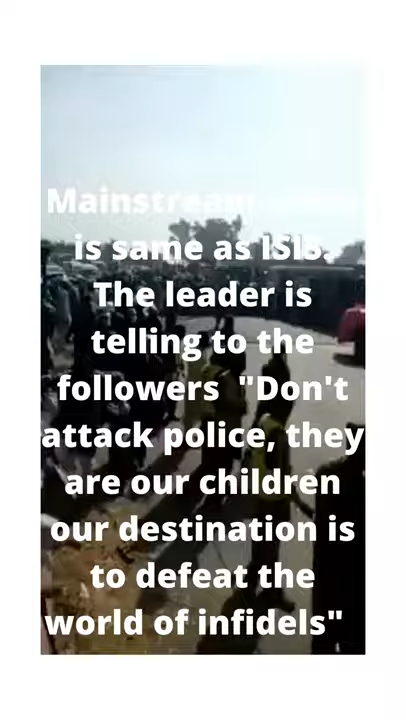 Mainstream
is same as ISIS.
The leader is
telling to the
followers "Don't
attack police, they
are our children
our destination is
to defeat the
world of infidels"